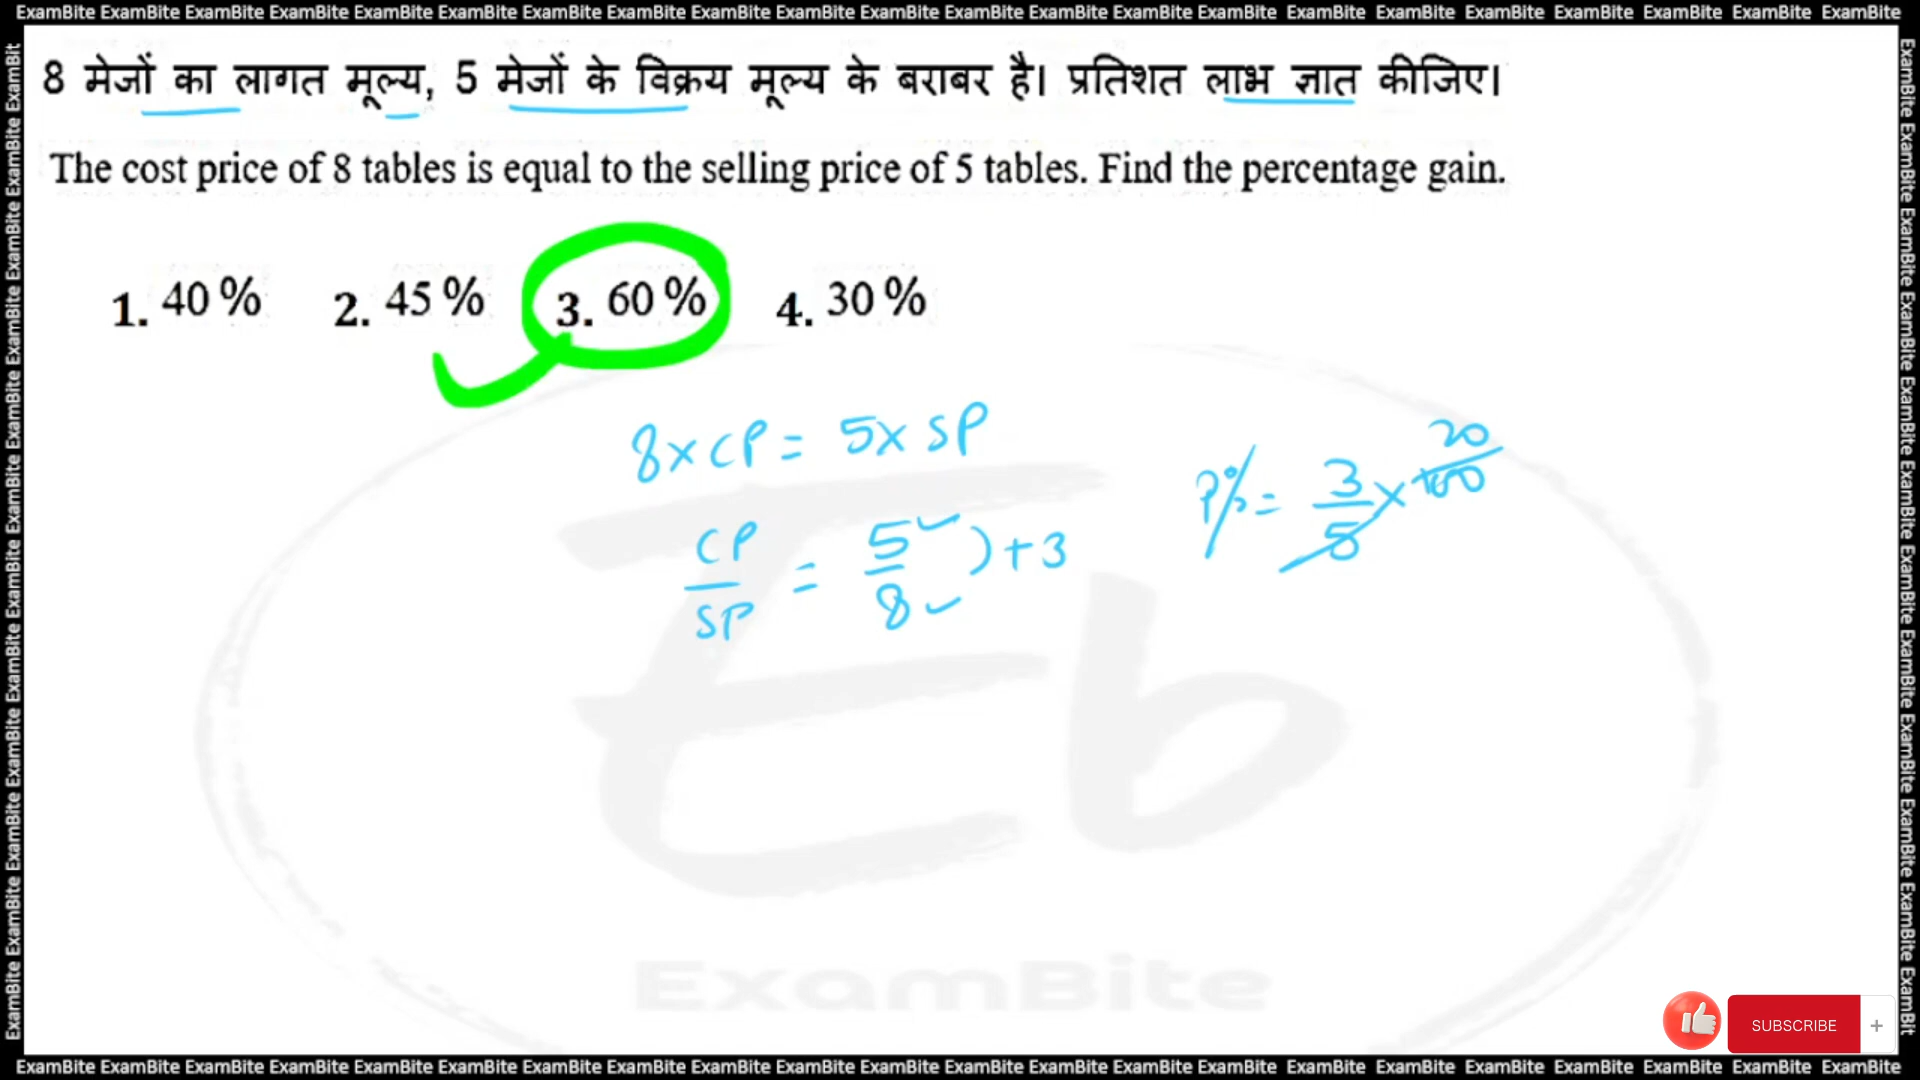 ExamBite ExamBite ExamBite ExamBite ExamBite ExamBite ExamBite ExamBite ExamBite ExamBite ExamBite ExamBite ExamBite ExamBite ExamBite ExamBite ExamBite ExamBite ExamBite ExamBite ExamBite ExamBite
8 मेजों का लागत मूल्य, 5 मेजों के विक्रय मूल्य के बराबर है। प्रतिशत लाभ ज्ञात कीजिए।
The cost price of 8 tables is equal to the selling price of 5 tables. Find the percentage gain.
1. 40 % 2. 45 % 3. 60 % 4. 30 %
8 x CP = 5 x SP
CP/SP = 5/8 ) + 3
P% = 3/5 x 100
20
Eb
ExamBite
SUBSCRIBE +
ExamBite ExamBite ExamBite ExamBite ExamBite ExamBite ExamBite ExamBite ExamBite ExamBite ExamBite ExamBite ExamBite ExamBite ExamBite ExamBite ExamBite ExamBite ExamBite ExamBite ExamBite ExamBite